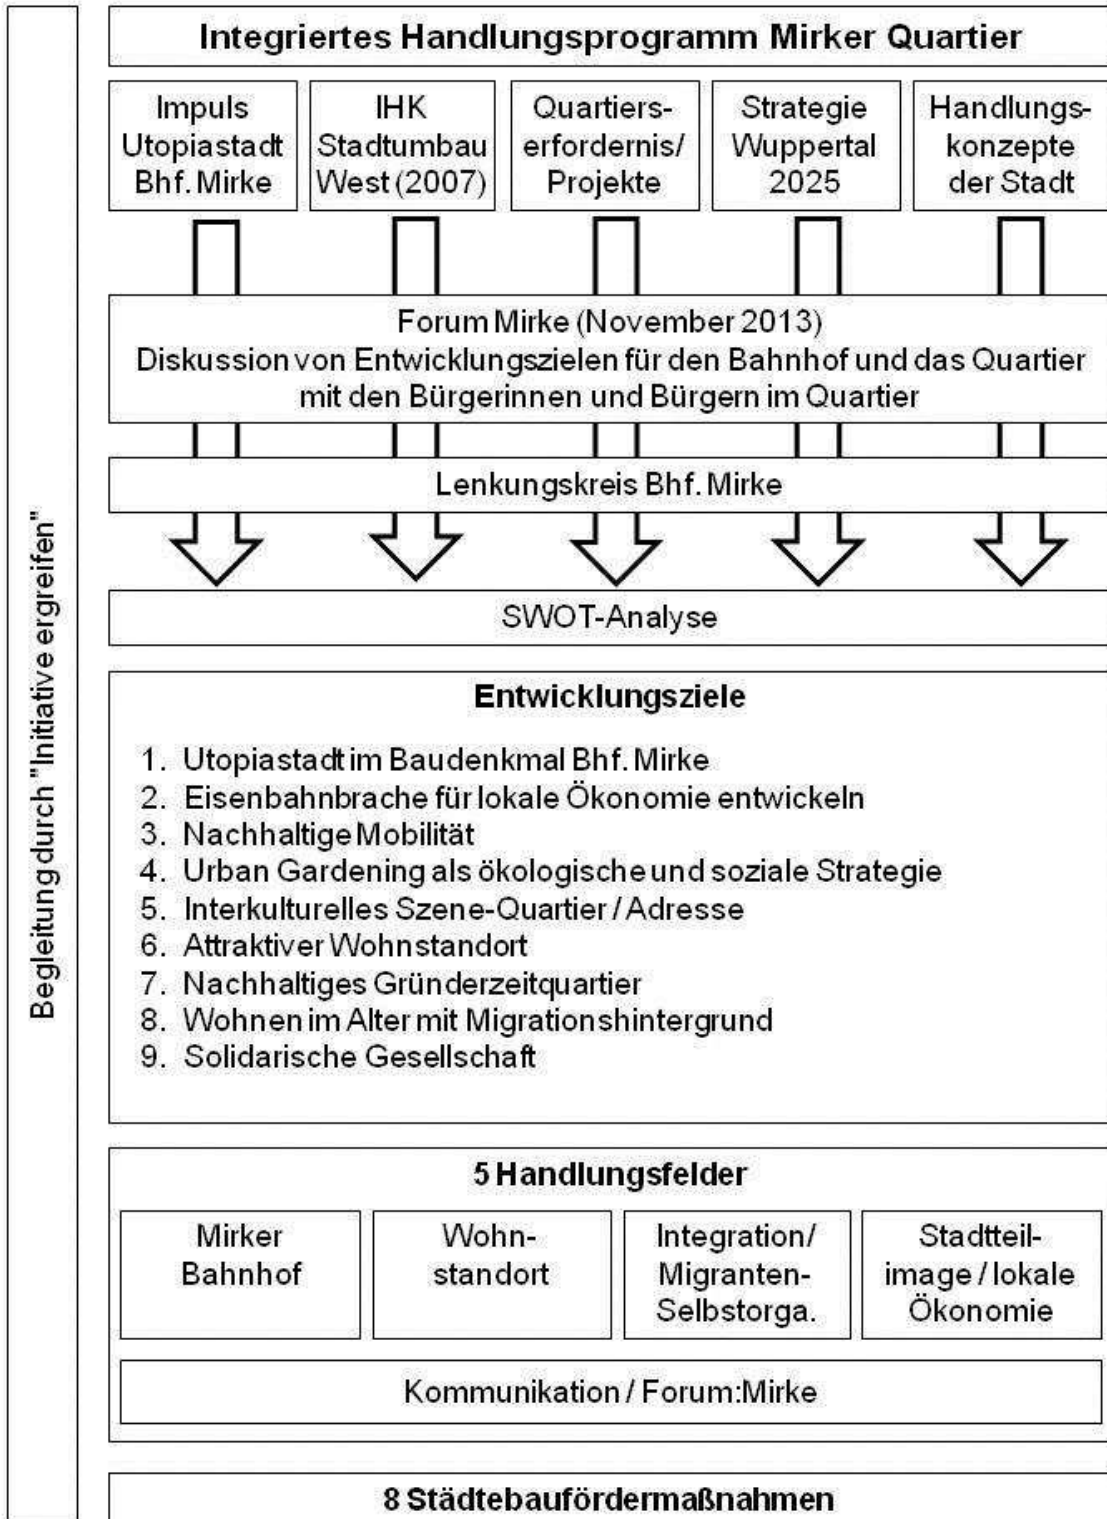 Integriertes Handlungsprogramm Mirker Quartier
Impuls
Utopiastadt
Bhf. Mirke
IHK
Stadtumbau
West (2007)
Quartiers-
erfordernis/
Projekte
Strategie
Wuppertal
2025
Handlungs-
konzepte
der Stadt
Forum Mirke (November 2013)
Diskussion von Entwicklungszielen für den Bahnhof und das Quartier
mit den Bürgerinnen und Bürgern im Quartier
Lenkungskreis Bhf. Mirke
SWOT-Analyse
Begleitung durch "Initiative ergreifen"
Entwicklungsziele
1. Utopiastadt im Baudenkmal Bhf. Mirke
2. Eisenbahnbrache für lokale Ökonomie entwickeln
3. Nachhaltige Mobilität
4. Urban Gardening als ökologische und soziale Strategie
5. Interkulturelles Szene-Quartier / Adresse
6. Attraktiver Wohnstandort
7. Nachhaltiges Gründerzeitquartier
8. Wohnen im Alter mit Migrationshintergrund
9. Solidarische Gesellschaft
5 Handlungsfelder
Mirker
Bahnhof
Wohn-
standort
Integration/
Migranten-
Selbstorga.
Stadtteil-
image / lokale
Ökonomie
Kommunikation / Forum:Mirke
8 Städtebaufördermaßnahmen